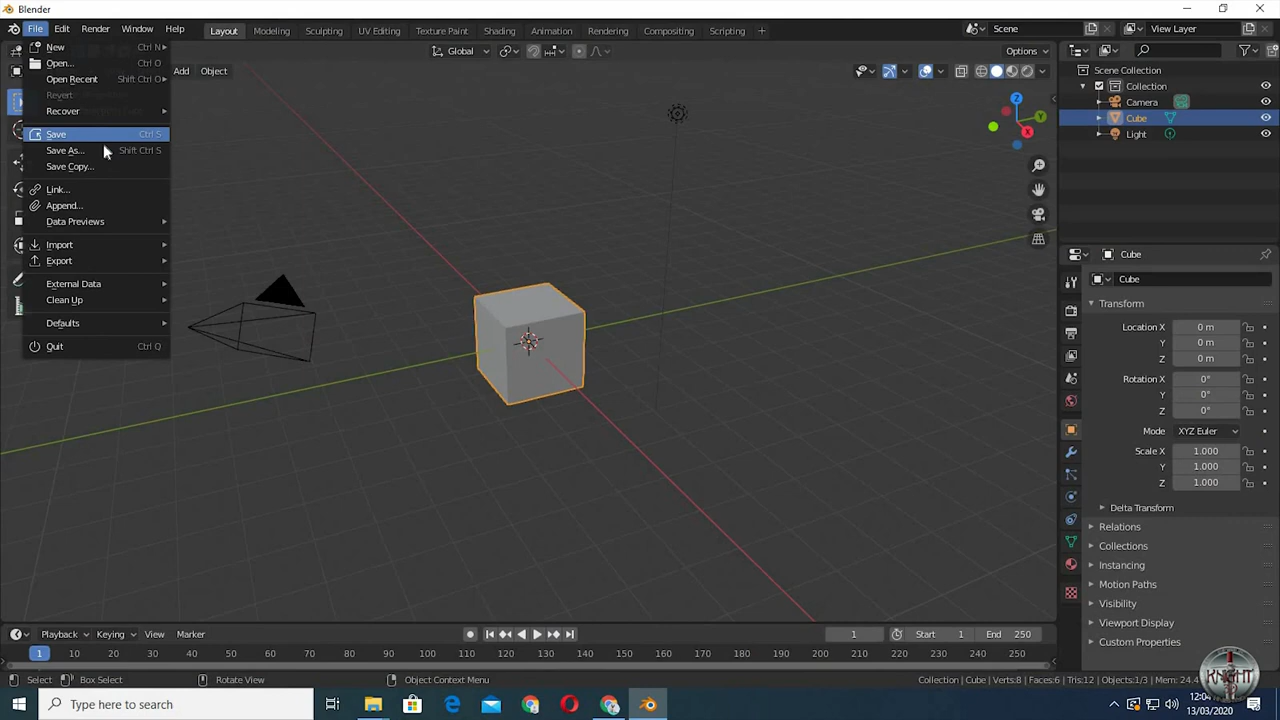 Blender
File Edit Render Window Help Layout Modeling Sculpting UV Editing Texture Paint Shading Animation Rendering Compositing Scripting + Scene View Layer
Global Options
Add Object
New Ctrl N
Open... Ctrl O
Open Recent Shift Ctrl O
Revert
Recover
Save Ctrl S
Save As... Shift Ctrl S
Save Copy...
Link...
Append...
Data Previews
Import
Export
External Data
Clean Up
Defaults
Quit Ctrl Q
Z
Y
X
Scene Collection
Collection
Camera
Cube
Light
Cube
Cube
Transform
Location X 0 m
Y 0 m
Z 0 m
Rotation X 0°
Y 0°
Z 0°
Mode XYZ Euler
Scale X 1.000
Y 1.000
Z 1.000
Delta Transform
Relations
Collections
Instancing
Motion Paths
Visibility
Viewport Display
Custom Properties
Playback Keying View Marker 1 Start 1 End 250
1 10 20 30 40 50 60 70 80 90 100 110 120 130 140 150 160 170 180 190 200 210 220 230 240 250
Select Box Select Rotate View Object Context Menu Collection | Cube | Verts:8 | Faces:6 | Tris:12 | Objects:1/3 | Mem: 24.4
KNIGHT
Type here to search
12:0
13/03/2020